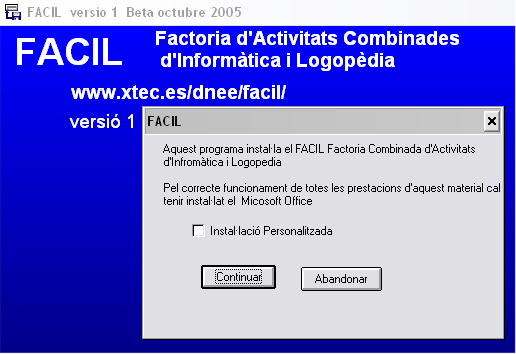 FACIL versio 1 Beta octubre 2005
FACIL
Factoria d'Activitats Combinades
d'Informàtica i Logopèdia
www.xtec.es/dnee/facil/
versió 1
FACIL
Aquest programa instal·la el FACIL Factoria Combinada d'Activitats
d'Infromàtica i Logopedia
Pel correcte funcionament de totes les prestacions d'aquest material cal
tenir instal·lat el Micosoft Office
Instal·lació Personalitzada
Continuar
Abandonar